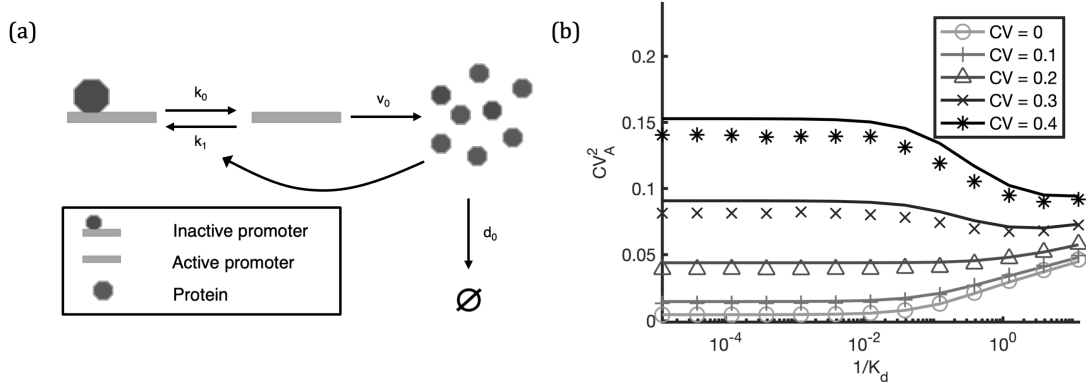 (a)
k₀
k₁
v₀
d₀
∅
Inactive promoter
Active promoter
Protein
(b)
CV = 0
CV = 0.1
CV = 0.2
CV = 0.3
CV = 0.4
0.2
0.15
0.1
0.05
0
CV²_A
10⁻⁴
10⁻²
10⁰
1/K_d